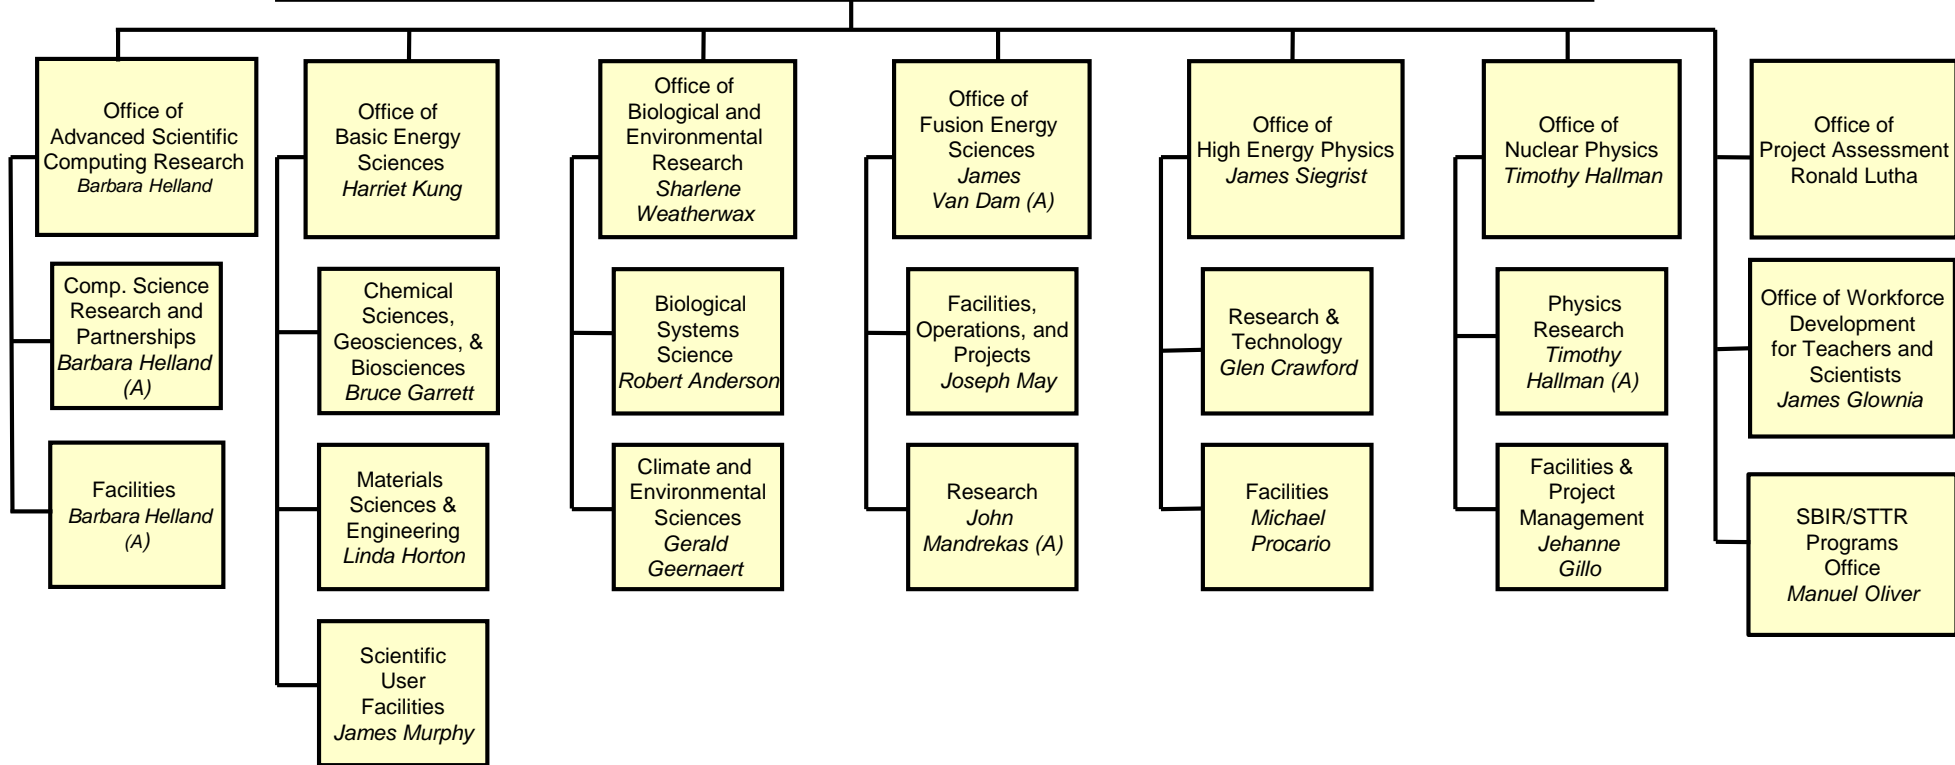 Office of
Advanced Scientific
Computing Research
Barbara Helland
Comp. Science
Research and
Partnerships
Barbara Helland
(A)
Facilities
Barbara Helland
(A)
Office of
Basic Energy
Sciences
Harriet Kung
Chemical
Sciences,
Geosciences, &
Biosciences
Bruce Garrett
Materials
Sciences &
Engineering
Linda Horton
Scientific
User
Facilities
James Murphy
Office of
Biological and
Environmental
Research
Sharlene
Weatherwax
Biological
Systems
Science
Robert Anderson
Climate and
Environmental
Sciences
Gerald
Geernaert
Office of
Fusion Energy
Sciences
James
Van Dam (A)
Facilities,
Operations, and
Projects
Joseph May
Research
John
Mandrekas (A)
Office of
High Energy Physics
James Siegrist
Research &
Technology
Glen Crawford
Facilities
Michael
Procario
Office of
Nuclear Physics
Timothy Hallman
Physics
Research
Timothy
Hallman (A)
Facilities &
Project
Management
Jehanne
Gillo
Office of
Project Assessment
Ronald Lutha
Office of Workforce
Development
for Teachers and
Scientists
James Glownia
SBIR/STTR
Programs
Office
Manuel Oliver